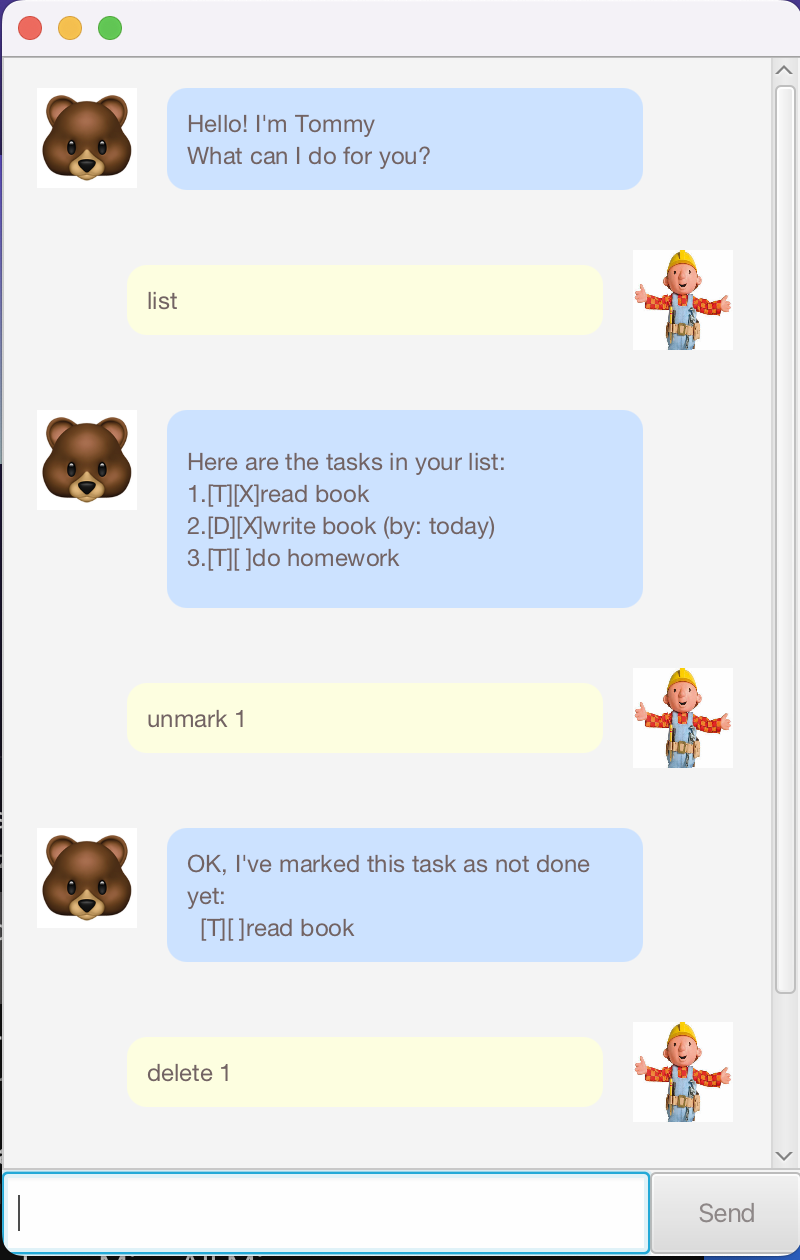 Hello! I'm Tommy
What can I do for you?
list
Here are the tasks in your list:
1.[T][X]read book
2.[D][X]write book (by: today)
3.[T][ ]do homework
unmark 1
OK, I've marked this task as not done
yet:
  [T][ ]read book
delete 1
Send